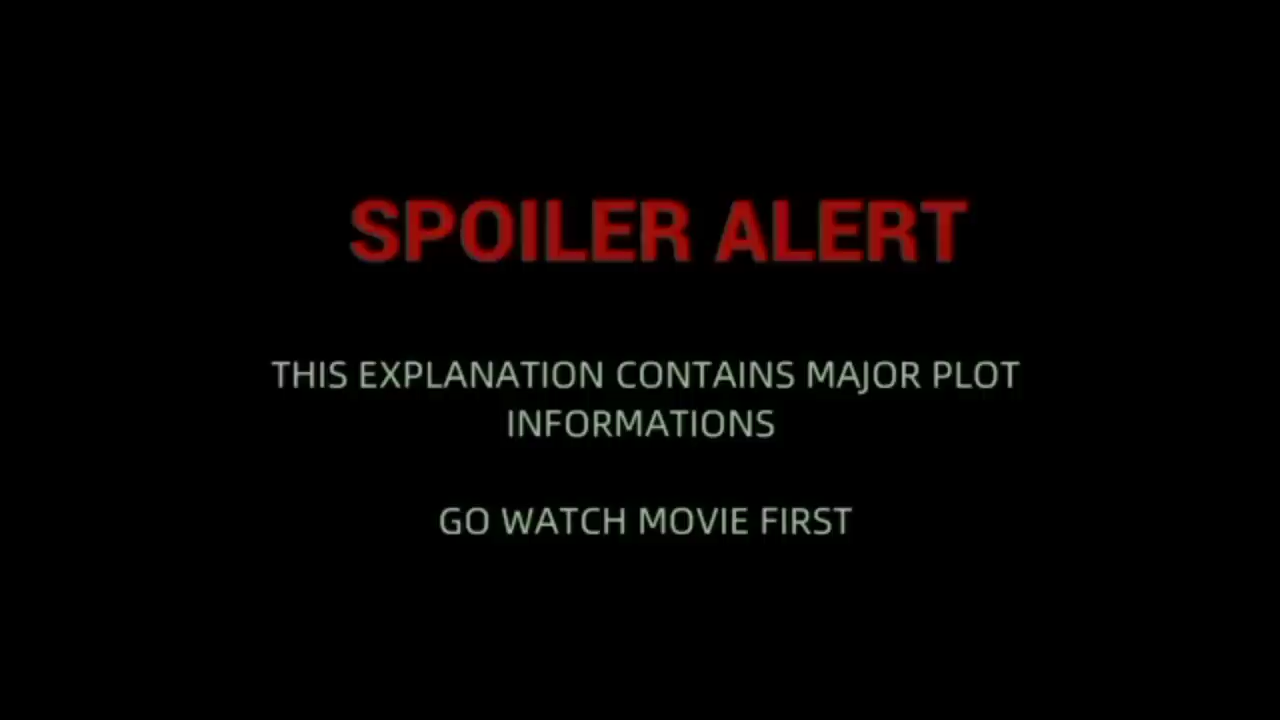 SPOILER ALERT
THIS EXPLANATION CONTAINS MAJOR PLOT
INFORMATIONS
GO WATCH MOVIE FIRST